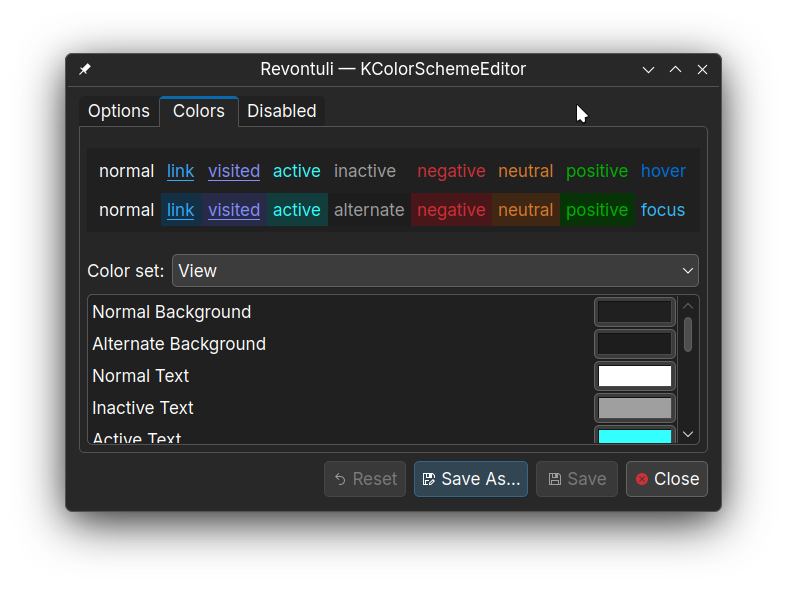 Revontuli — KColorSchemeEditor
Options Colors Disabled
normal link visited active inactive negative neutral positive hover
normal link visited active alternate negative neutral positive focus
Color set: View
Normal Background
Alternate Background
Normal Text
Inactive Text
Active Text
Reset Save As... Save Close